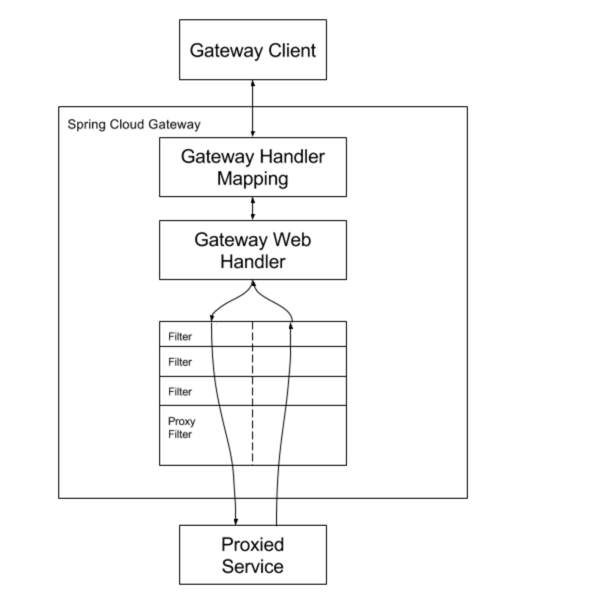 Gateway Client
Spring Cloud Gateway
Gateway Handler
Mapping
Gateway Web
Handler
Filter
Filter
Filter
Proxy
Filter
Proxied
Service